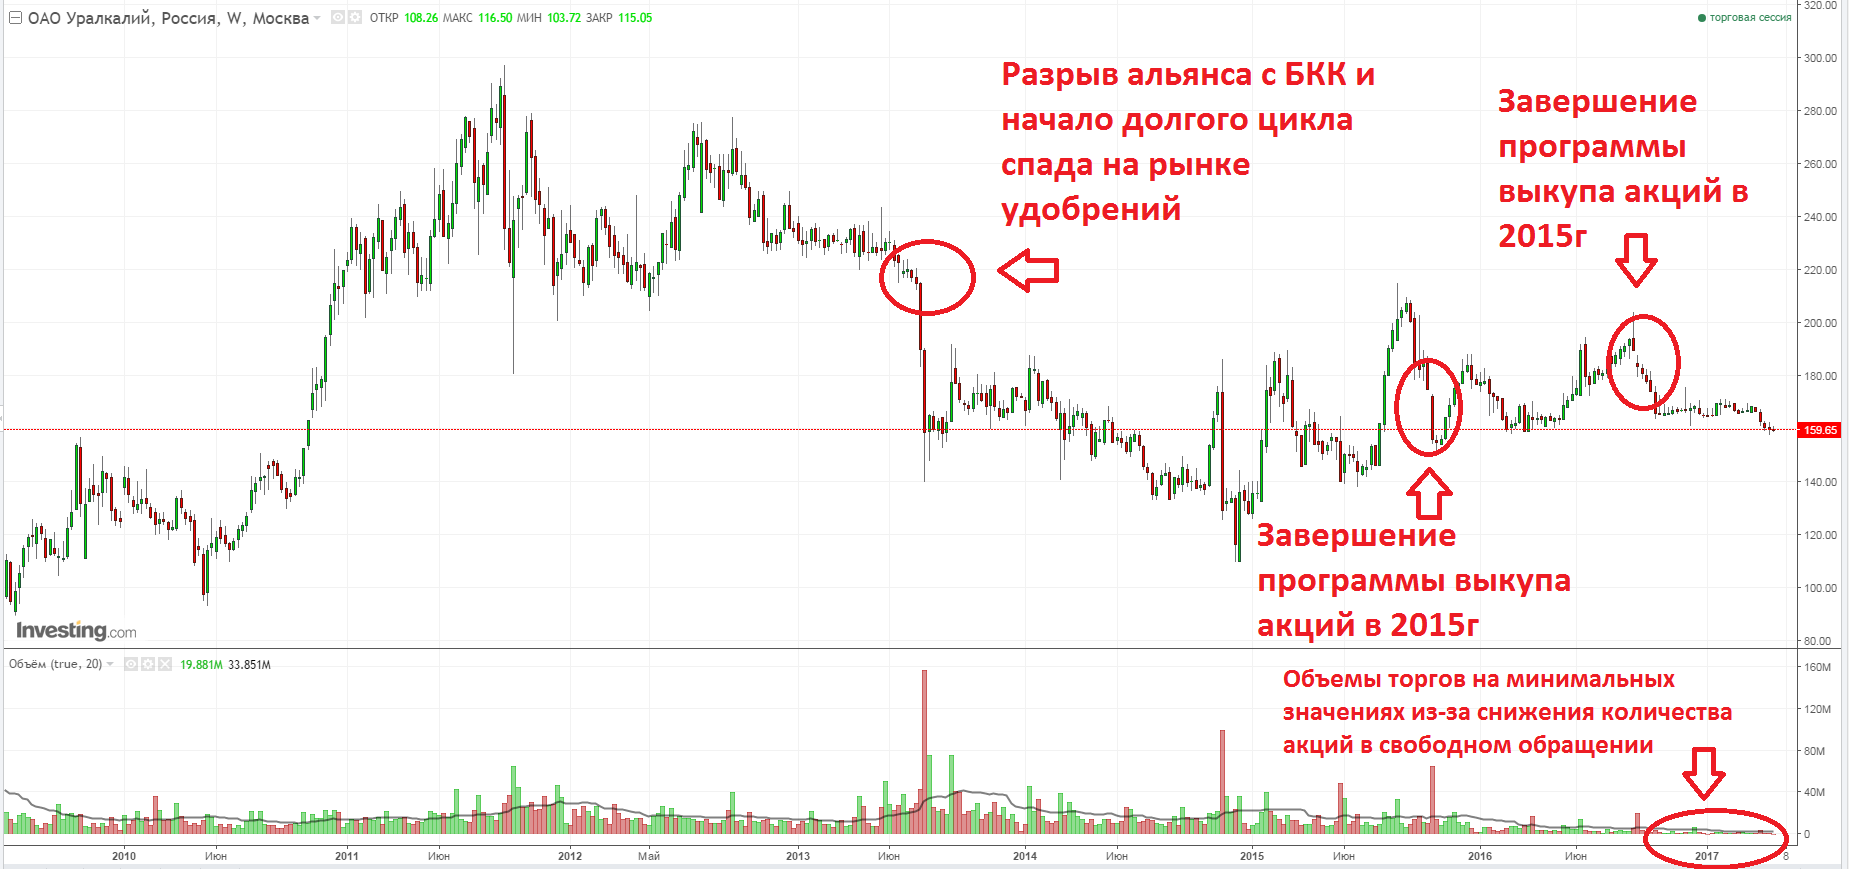 ОАО Уралкалий, Россия, W, Москва ОТКР 108.26 МАКС 116.50 МИН 103.72 ЗАКР 115.05
торговая сессия
Разрыв альянса с БКК и
начало долгого цикла
спада на рынке
удобрений
Завершение
программы
выкупа акций в
2015г
Завершение
программы выкупа
акций в 2015г
320.00
300.00
280.00
260.00
240.00
220.00
200.00
180.00
159.65
140.00
120.00
100.00
80.00
Investing.com
Объём (true, 20) 19.881M 33.851M
Объемы торгов на минимальных
значениях из-за снижения количества
акций в свободном обращении
160M
120M
80M
40M
0
2010 Июн 2011 Июн 2012 Май 2013 Июн 2014 Июн 2015 Июн 2016 Июн 2017 8